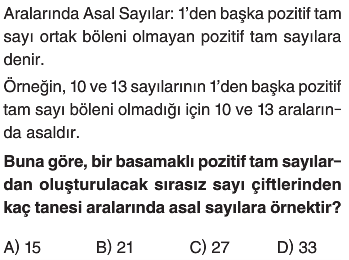 Aralarında Asal Sayılar: 1'den başka pozitif tam
sayı ortak böleni olmayan pozitif tam sayılara
denir.
Örneğin, 10 ve 13 sayılarının 1'den başka pozitif
tam sayı böleni olmadığı için 10 ve 13 araların-
da asaldır.
Buna göre, bir basamaklı pozitif tam sayılar-
dan oluşturulacak sırasız sayı çiftlerinden
kaç tanesi aralarında asal sayılara örnektir?
A) 15 B) 21 C) 27 D) 33